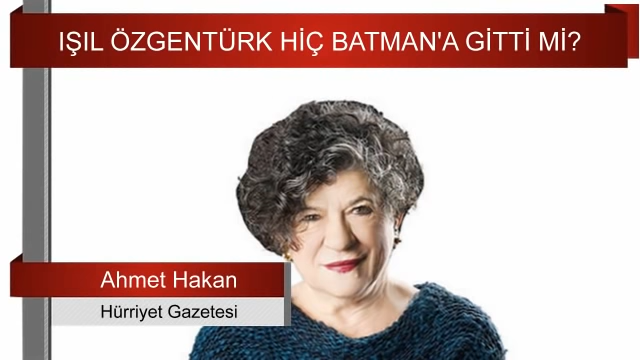 IŞIL ÖZGENTÜRK HİÇ BATMAN'A GİTTİ Mİ?
Ahmet Hakan
Hürriyet Gazetesi